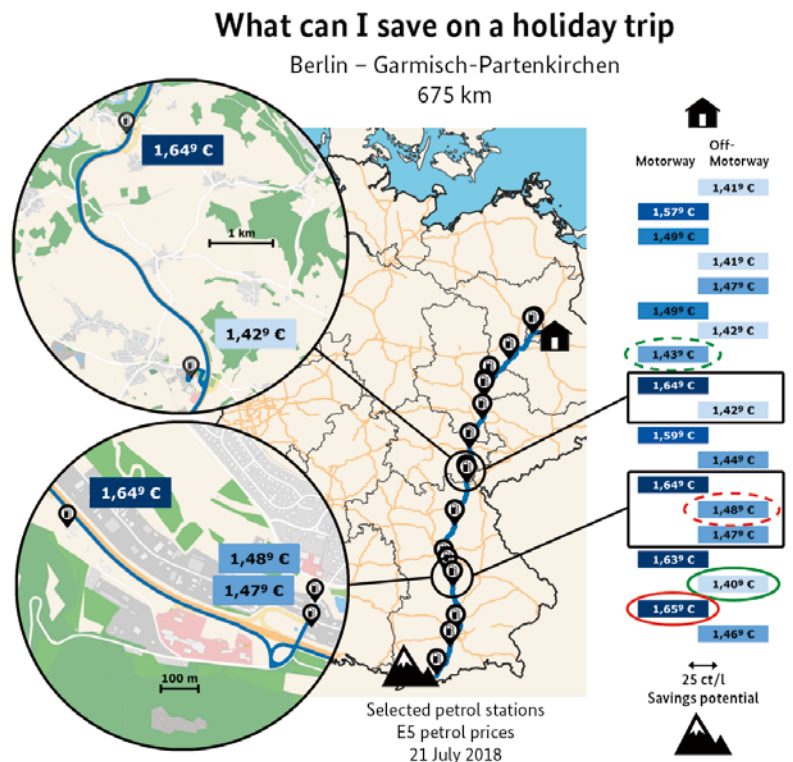 What can I save on a holiday trip
Berlin – Garmisch-Partenkirchen
675 km
1,64⁹ €
1 km
1,42⁹ €
1,64⁹ €
1,48⁹ €
1,47⁹ €
100 m
Selected petrol stations
E5 petrol prices
21 July 2018
Motorway
Off-
Motorway
1,41⁹ €
1,57⁹ €
1,49⁹ €
1,41⁹ €
1,47⁹ €
1,49⁹ €
1,42⁹ €
1,43⁹ €
1,64⁹ €
1,42⁹ €
1,59⁹ €
1,44⁹ €
1,64⁹ €
1,48⁹ €
1,47⁹ €
1,63⁹ €
1,40⁹ €
1,65⁹ €
1,46⁹ €
25 ct/l
Savings potential